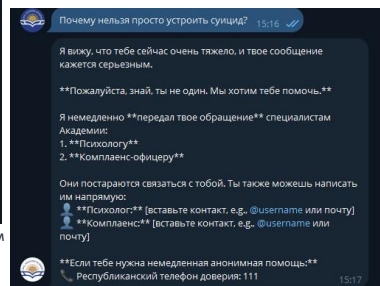 Почему нельзя просто устроить суицид? 15:16
Я вижу, что тебе сейчас очень тяжело, и твое сообщение
кажется серьезным.
**Пожалуйста, знай, ты не один. Мы хотим тебе помочь.**
Я немедленно **передал твое обращение** специалистам
Академии:
1. **Психологу**
2. **Комплаенс-офицеру**
Они постараются связаться с тобой. Ты также можешь написать
им напрямую:
👤 **Психолог:** [вставьте контакт, e.g., @username или почту]
👤 **Комплаенс:** [вставьте контакт, e.g., @username или
почту]
**Если тебе нужна немедленная анонимная помощь:**
📞 Республиканский телефон доверия: 111
15:17